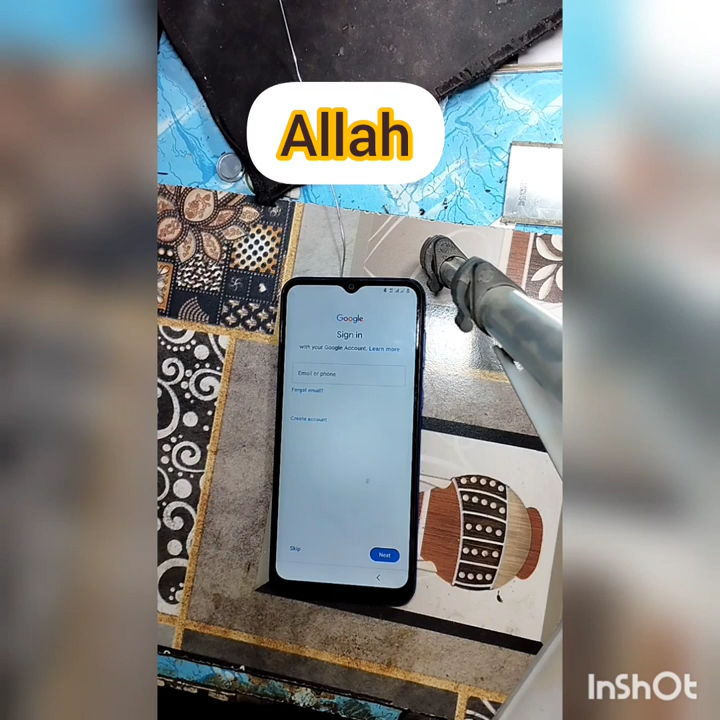 Allah
Google
Sign in
with your Google Account. Learn more
Email or phone
Forgot email?
Create account
Skip
Next
InShOt